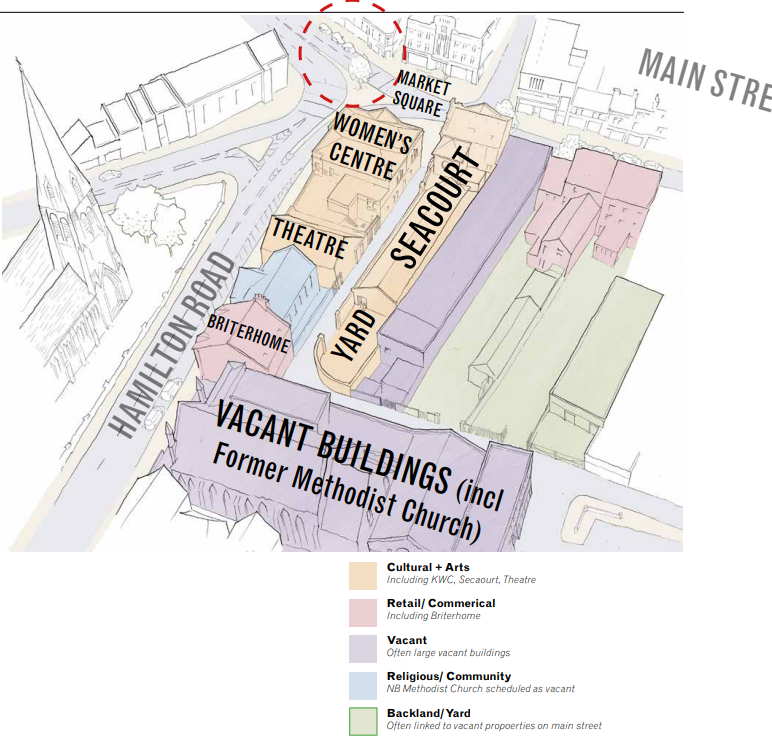 MAIN STRE
MARKET
SQUARE
WOMEN'S
CENTRE
SEACOURT
THEATRE
HAMILTON ROAD
BRITERHOME
YARD
VACANT BUILDINGS (incl
Former Methodist Church)
Cultural + Arts
Including KWC, Secaourt, Theatre
Retail/ Commerical
Including Briterhome
Vacant
Often large vacant buildings
Religious/ Community
NB Methodist Church scheduled as vacant
Backland/Yard
Often linked to vacant propoerties on main street